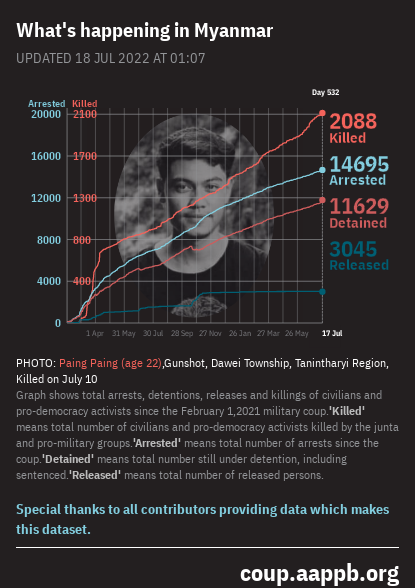 What's happening in Myanmar
UPDATED 18 JUL 2022 AT 01:07
Day 532
Arrested Killed
20000 2100
2088
Killed
16000 1700
14695
Arrested
12000 1300
11629
Detained
8000 800
3045
Released
4000 400
0
1 Apr 31 May 30 Jul 28 Sep 27 Nov 26 Jan 27 Mar 26 May 17 Jul
PHOTO: Paing Paing (age 22),Gunshot, Dawei Township, Tanintharyi Region,
Killed on July 10
Graph shows total arrests, detentions, releases and killings of civilians and
pro-democracy activists since the February 1,2021 military coup.'Killed'
means total number of civilians and pro-democracy activists killed by the junta
and pro-military groups.'Arrested' means total number of arrests since the
coup.'Detained' means total number still under detention, including
sentenced.'Released' means total number of released persons.
Special thanks to all contributors providing data which makes
this dataset.
coup.aappb.org